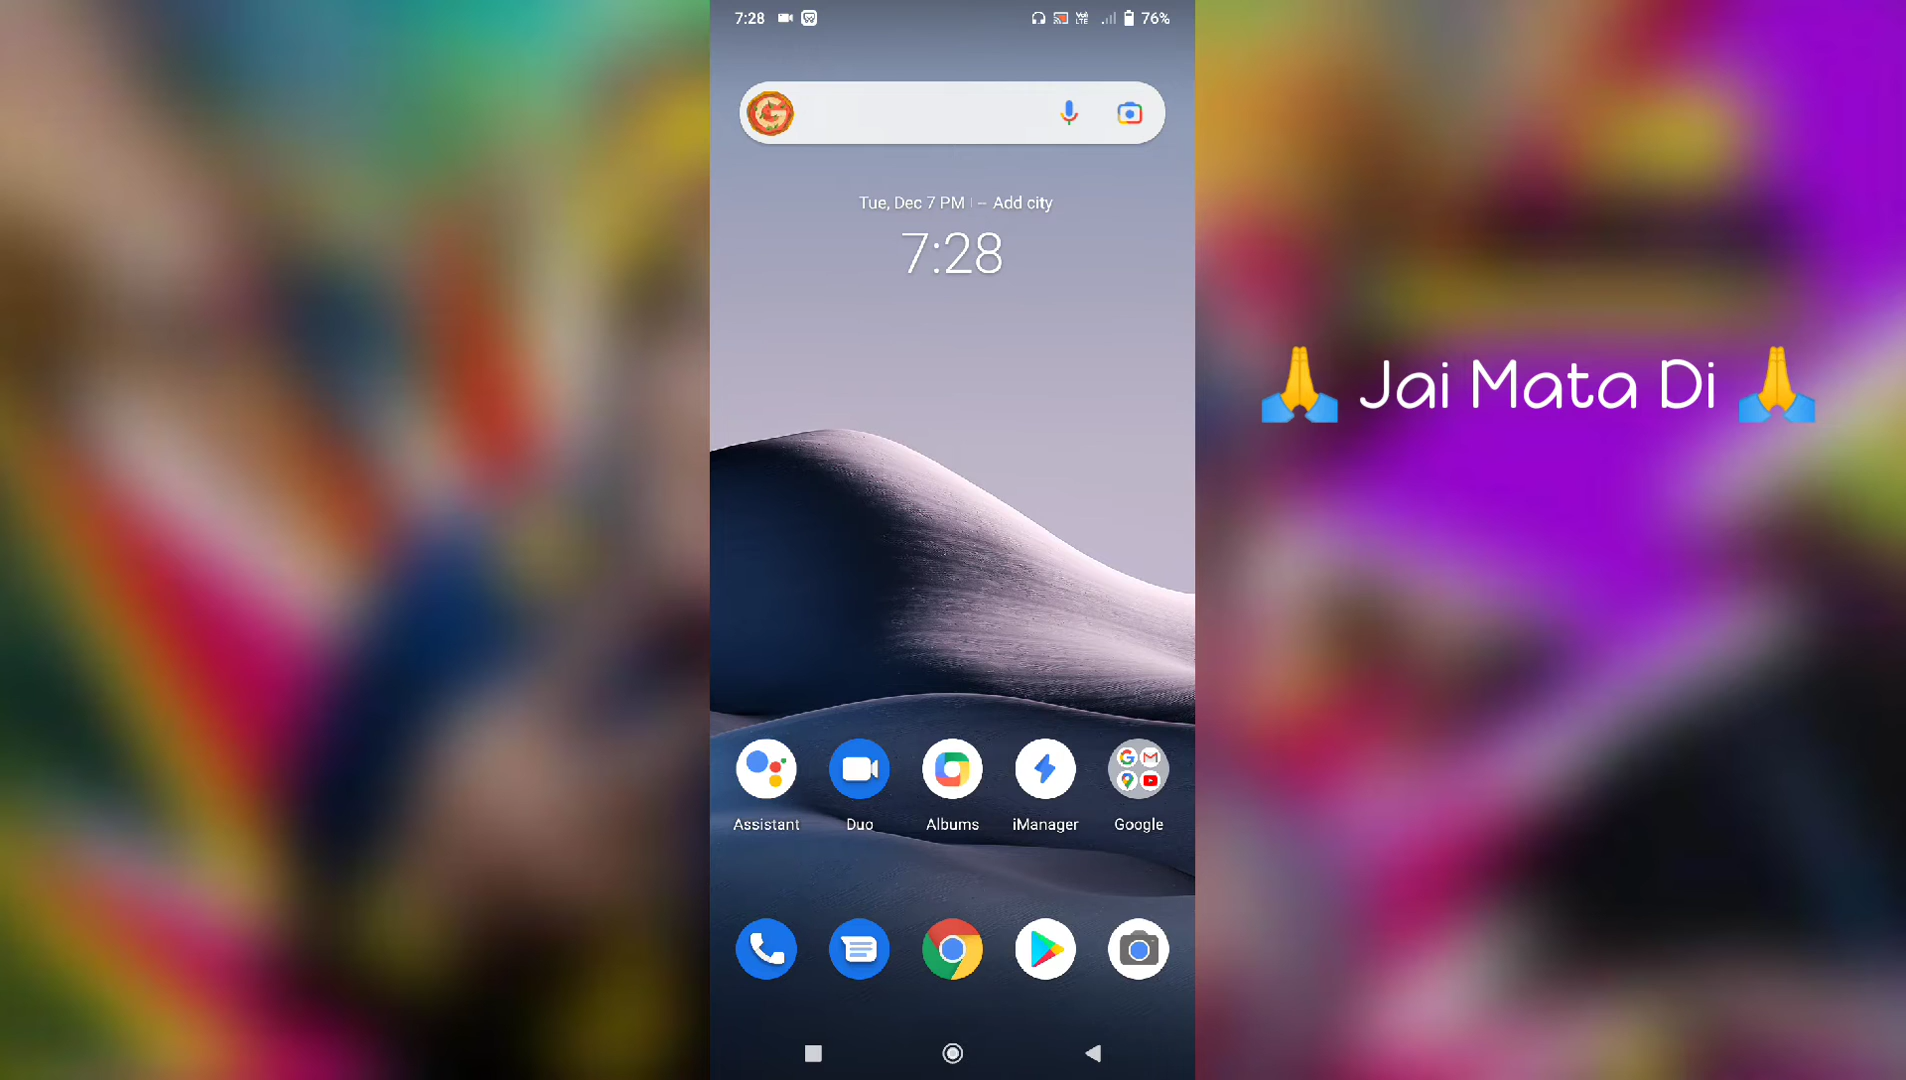 7:28 76%
Tue, Dec 7 PM | -- Add city
7:28
🙏 Jai Mata Di 🙏
Assistant Duo Albums iManager Google